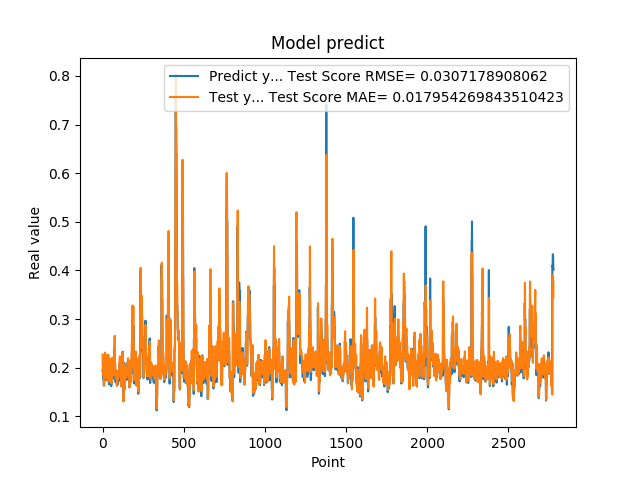 Model predict
Predict y... Test Score RMSE= 0.0307178908062
Test y... Test Score MAE= 0.017954269843510423
Real value
0.8
0.7
0.6
0.5
0.4
0.3
0.2
0.1
0 500 1000 1500 2000 2500
Point